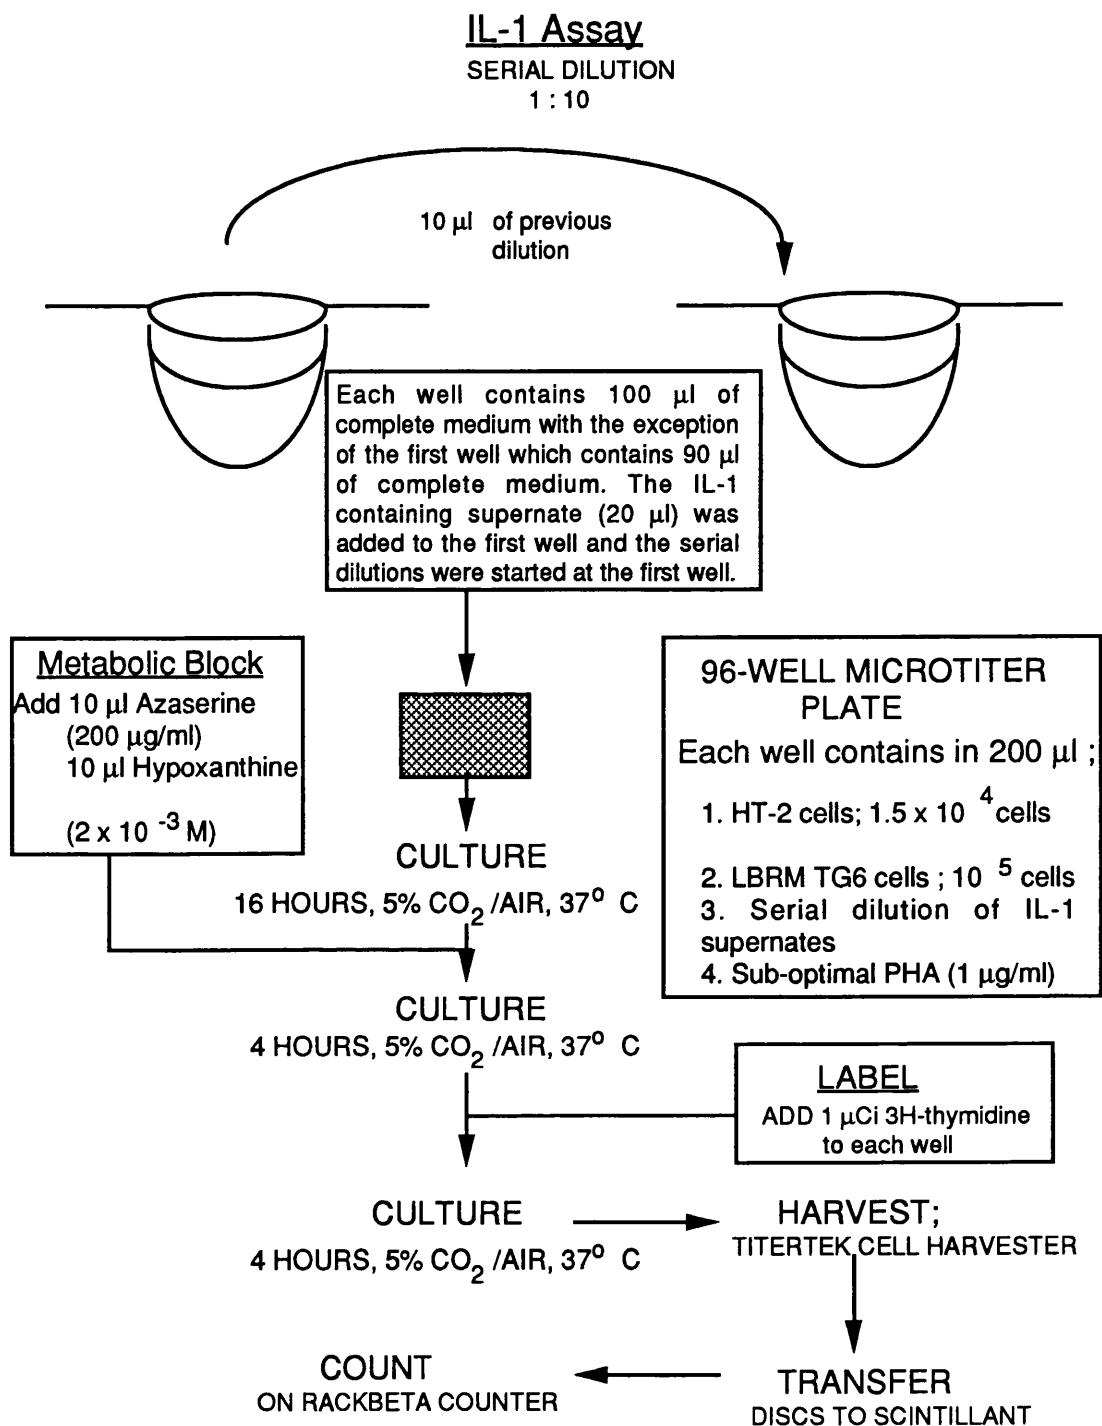 IL-1 Assay
SERIAL DILUTION
1 : 10
10 µl of previous
dilution
Each well contains 100 µl of
complete medium with the exception
of the first well which contains 90 µl
of complete medium. The IL-1
containing supernate (20 µl) was
added to the first well and the serial
dilutions were started at the first well.
Metabolic Block
Add 10 µl Azaserine
(200 µg/ml)
10 µl Hypoxanthine
(2 x 10 -3 M)
96-WELL MICROTITER
PLATE
Each well contains in 200 µl ;
1. HT-2 cells; 1.5 x 10 4 cells
2. LBRM TG6 cells ; 10 5 cells
3. Serial dilution of IL-1
supernates
4. Sub-optimal PHA (1 µg/ml)
CULTURE
16 HOURS, 5% CO2 /AIR, 37o C
CULTURE
4 HOURS, 5% CO2 /AIR, 37o C
LABEL
ADD 1 µCi 3H-thymidine
to each well
CULTURE
4 HOURS, 5% CO2 /AIR, 37o C
HARVEST;
TITERTEK CELL HARVESTER
TRANSFER
DISCS TO SCINTILLANT
COUNT
ON RACKBETA COUNTER